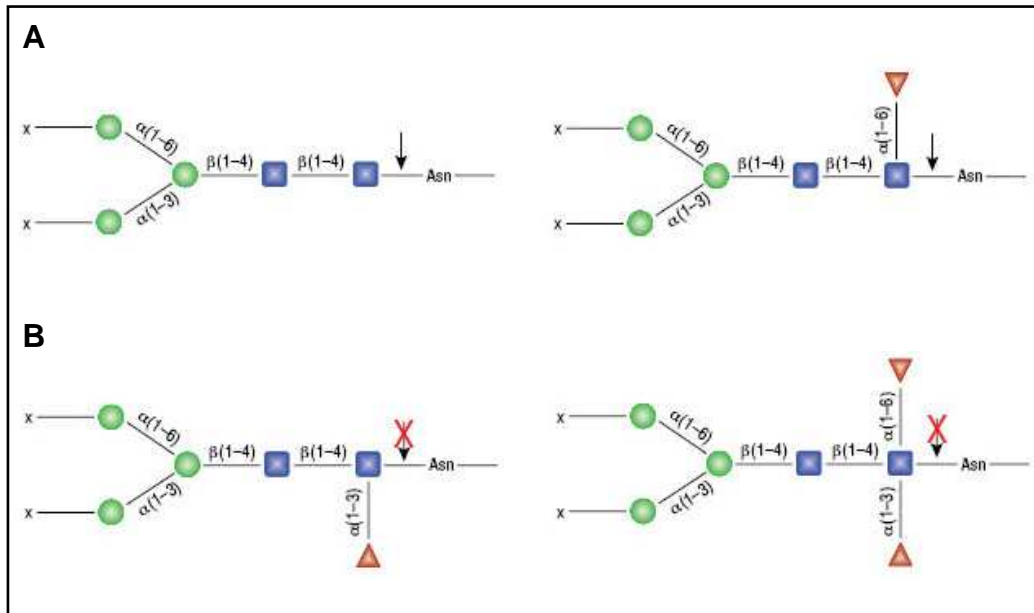 A
x α(1–6) β(1–4) β(1–4) Asn
x α(1–3)
α(1–6)
x α(1–6) β(1–4) β(1–4) Asn
x α(1–3)
B
x α(1–6) β(1–4) β(1–4) Asn
x α(1–3) α(1–3)
α(1–6)
x α(1–6) β(1–4) β(1–4) Asn
x α(1–3) α(1–3)